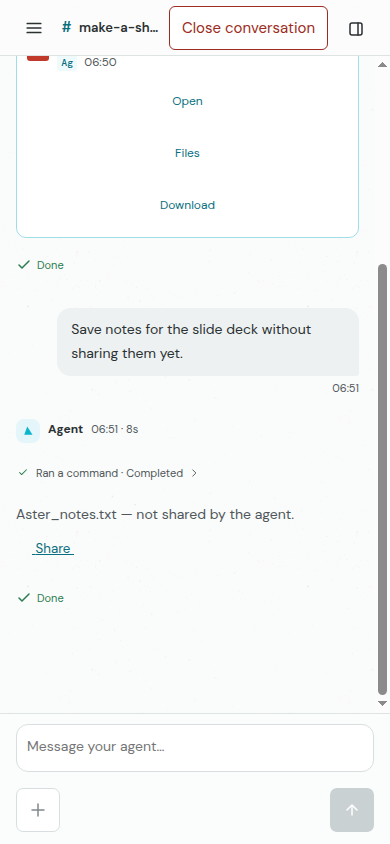 # make-a-sh…
Close conversation
Ag 06:50
Open
Files
Download
Done
Save notes for the slide deck without
sharing them yet.
06:51
Agent 06:51 · 8s
Ran a command · Completed
Aster_notes.txt — not shared by the agent.
Share
Done
Message your agent…